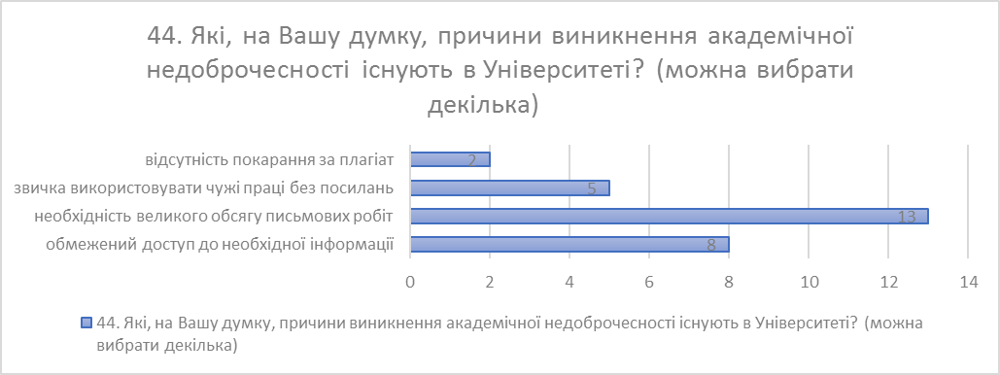 44. Які, на Вашу думку, причини виникнення академічної
недоброчесності існують в Університеті? (можна вибрати
декілька)
відсутність покарання за плагіат
2
звичка використовувати чужі праці без посилань
5
необхідність великого обсягу письмових робіт
13
обмежений доступ до необхідної інформації
8
0 2 4 6 8 10 12 14
44. Які, на Вашу думку, причини виникнення академічної недоброчесності існують в Університеті? (можна
вибрати декілька)